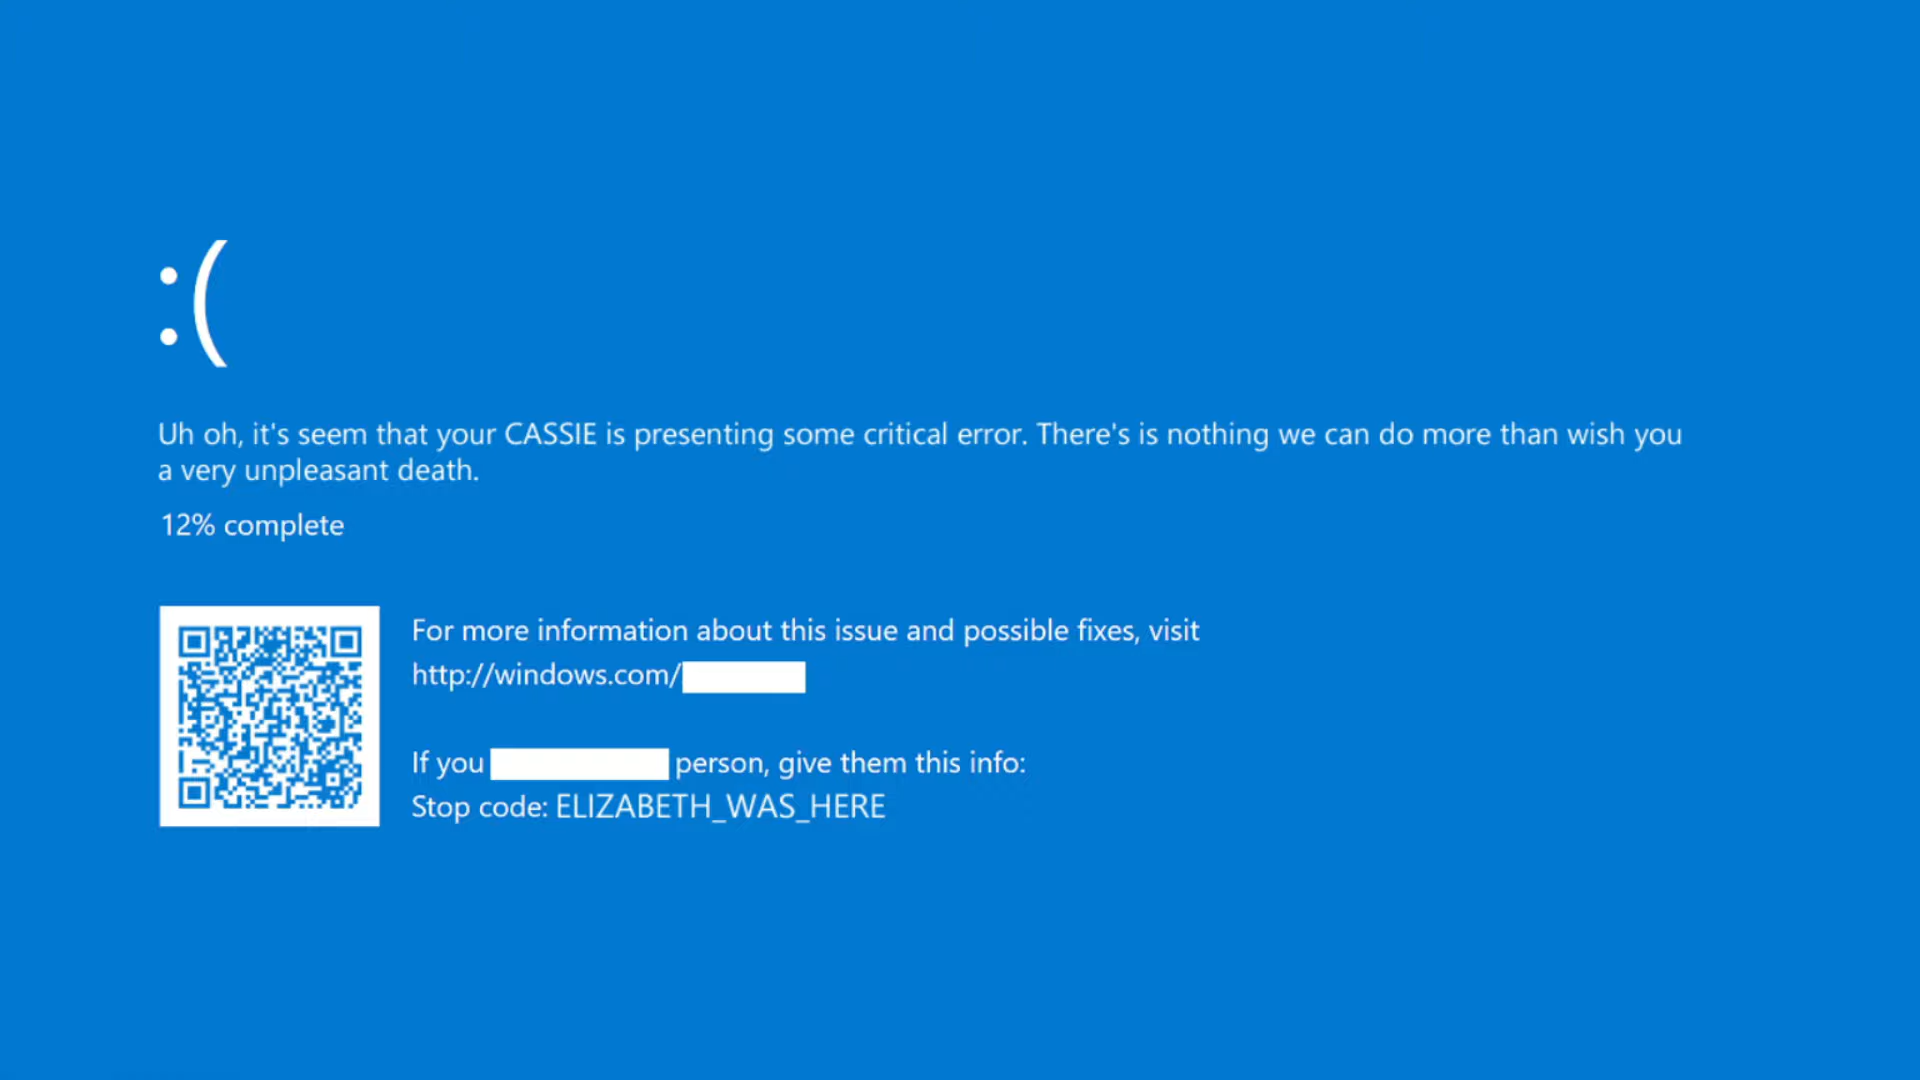 :(
Uh oh, it's seem that your CASSIE is presenting some critical error. There's is nothing we can do more than wish you
a very unpleasant death.
12% complete
For more information about this issue and possible fixes, visit
http://windows.com/
If you person, give them this info:
Stop code: ELIZABETH_WAS_HERE